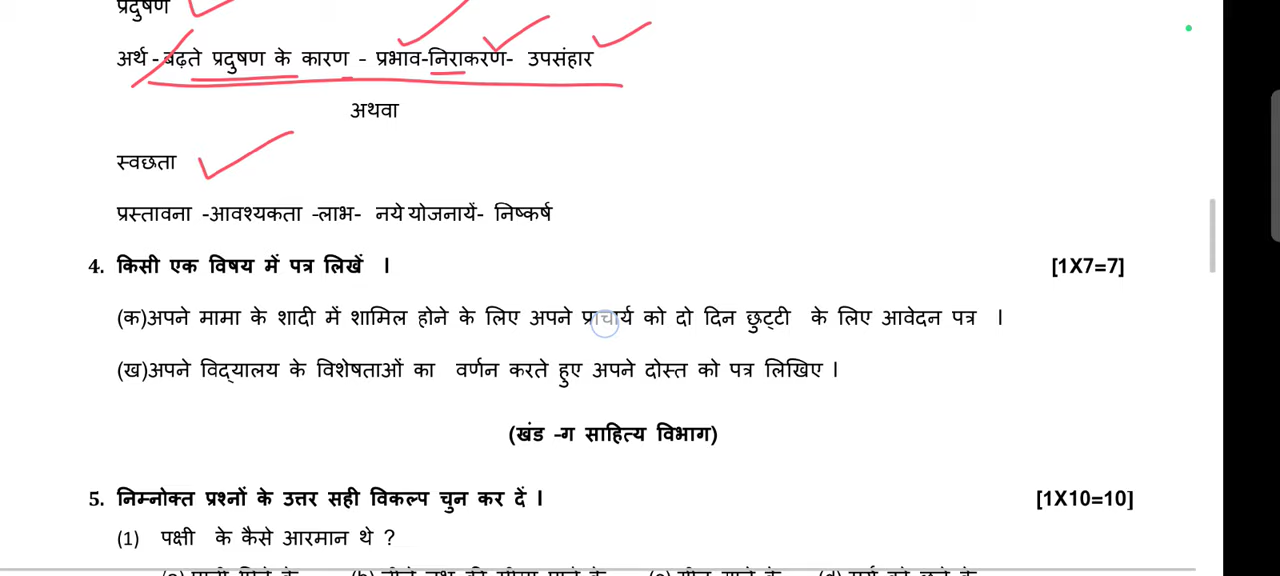 प्रदुषण
अर्थ - बढ़ते प्रदुषण के कारण - प्रभाव-निराकरण- उपसंहार
अथवा
स्वछता
प्रस्तावना -आवश्यकता -लाभ- नये योजनायें- निष्कर्ष
4. किसी एक विषय में पत्र लिखें । [1X7=7]
(क)अपने मामा के शादी में शामिल होने के लिए अपने प्राचार्य को दो दिन छुट्टी के लिए आवेदन पत्र ।
(ख)अपने विद्यालय के विशेषताओं का वर्णन करते हुए अपने दोस्त को पत्र लिखिए ।
(खंड -ग साहित्य विभाग)
5. निम्नोक्त प्रश्नों के उत्तर सही विकल्प चुन कर दें । [1X10=10]
(1) पक्षी के कैसे आरमान थे ?